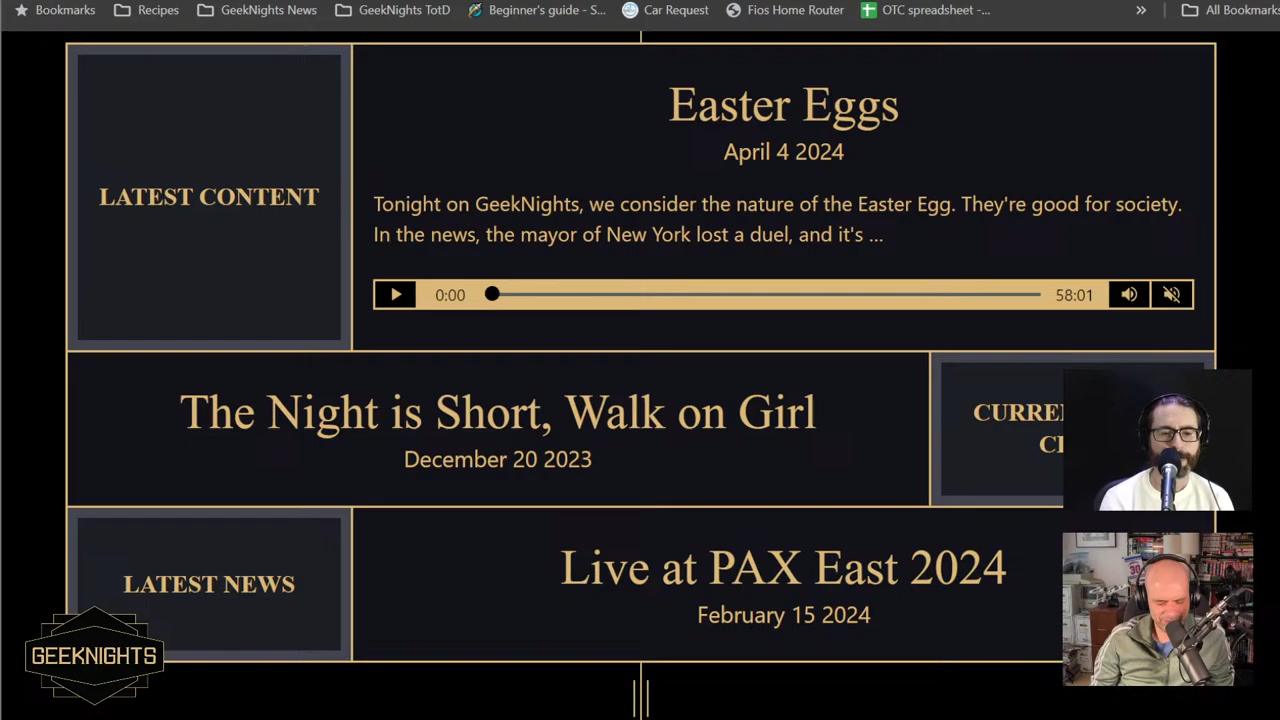 Bookmarks
Recipes
GeekNights News
GeekNights TotD
Beginner's guide - S...
Car Request
Fios Home Router
OTC spreadsheet -...
»
All Bookmarks
LATEST CONTENT
Easter Eggs
April 4 2024
Tonight on GeekNights, we consider the nature of the Easter Egg. They're good for society.
In the news, the mayor of New York lost a duel, and it's ...
0:00
58:01
The Night is Short, Walk on Girl
December 20 2023
LATEST NEWS
Live at PAX East 2024
February 15 2024
GEEKNIGHTS